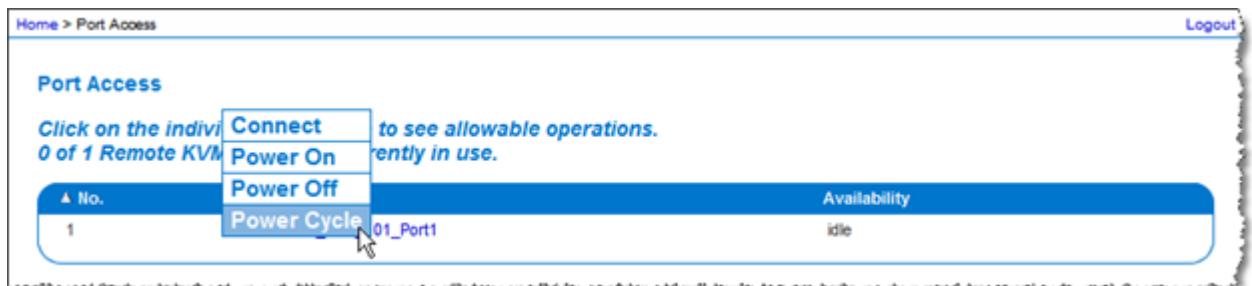 Home > Port Access
Logout
Port Access
Click on the indivi to see allowable operations.
0 of 1 Remote KVM rently in use.
Connect
Power On
Power Off
Power Cycle
▲ No. Availability
1 01_Port1 idle